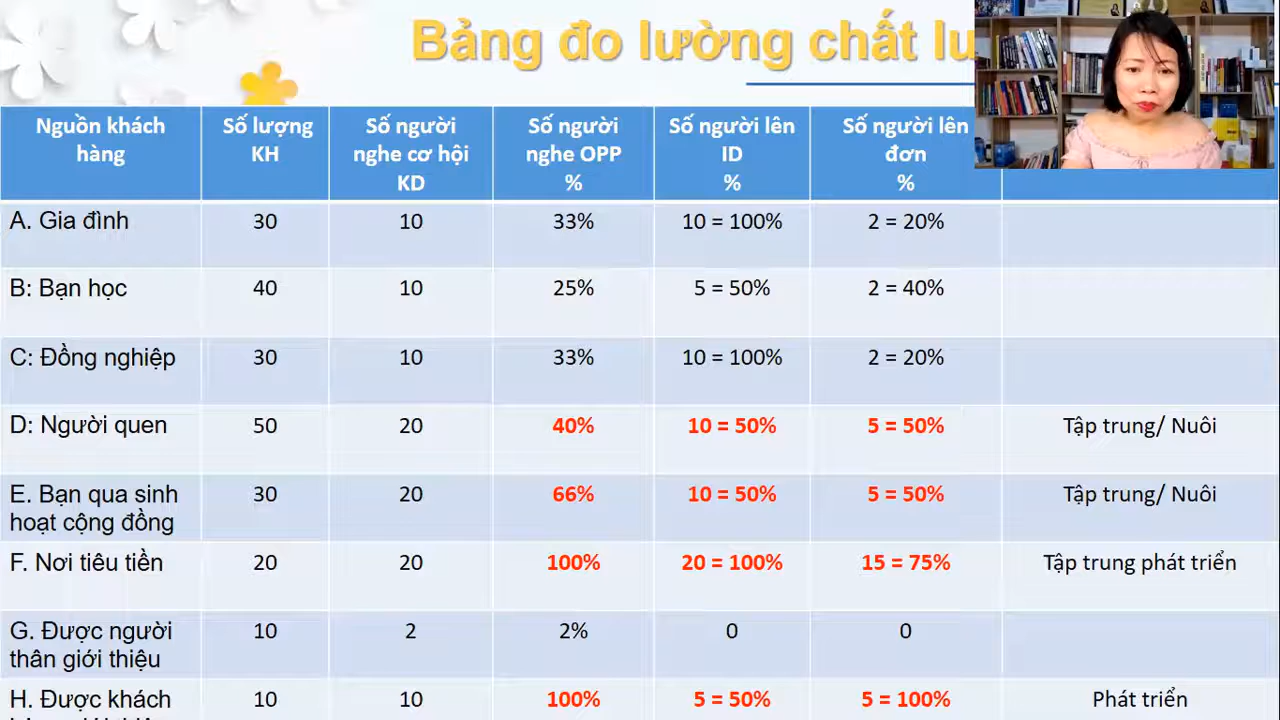 Bảng đo lường chất lư
Nguồn khách hàng
Số lượng KH
Số người nghe cơ hội KD
Số người nghe OPP %
Số người lên ID %
Số người lên đơn %
A. Gia đình 30 10 33% 10 = 100% 2 = 20%
B: Bạn học 40 10 25% 5 = 50% 2 = 40%
C: Đồng nghiệp 30 10 33% 10 = 100% 2 = 20%
D: Người quen 50 20 40% 10 = 50% 5 = 50% Tập trung/ Nuôi
E. Bạn qua sinh hoạt cộng đồng 30 20 66% 10 = 50% 5 = 50% Tập trung/ Nuôi
F. Nơi tiêu tiền 20 20 100% 20 = 100% 15 = 75% Tập trung phát triển
G. Được người thân giới thiệu 10 2 2% 0 0
H. Được khách 10 10 100% 5 = 50% 5 = 100% Phát triển